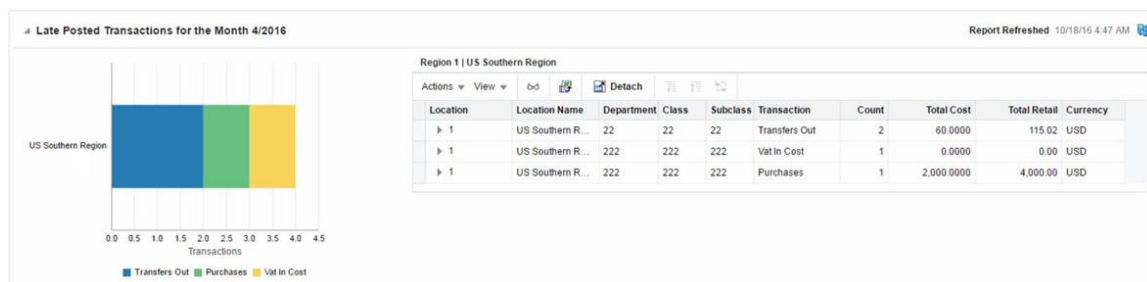 Late Posted Transactions for the Month 4/2016
Report Refreshed 10/18/16 4:47 AM
US Southern Region
0.0 0.5 1.0 1.5 2.0 2.5 3.0 3.5 4.0 4.5
Transactions
Transfers Out Purchases Vat In Cost
Region 1 | US Southern Region
Actions View Detach
Location Location Name Department Class Subclass Transaction Count Total Cost Total Retail Currency
1 US Southern R... 22 22 22 Transfers Out 2 60.0000 115.02 USD
1 US Southern R... 222 222 222 Vat In Cost 1 0.0000 0.00 USD
1 US Southern R... 222 222 222 Purchases 1 2,000.0000 4,000.00 USD